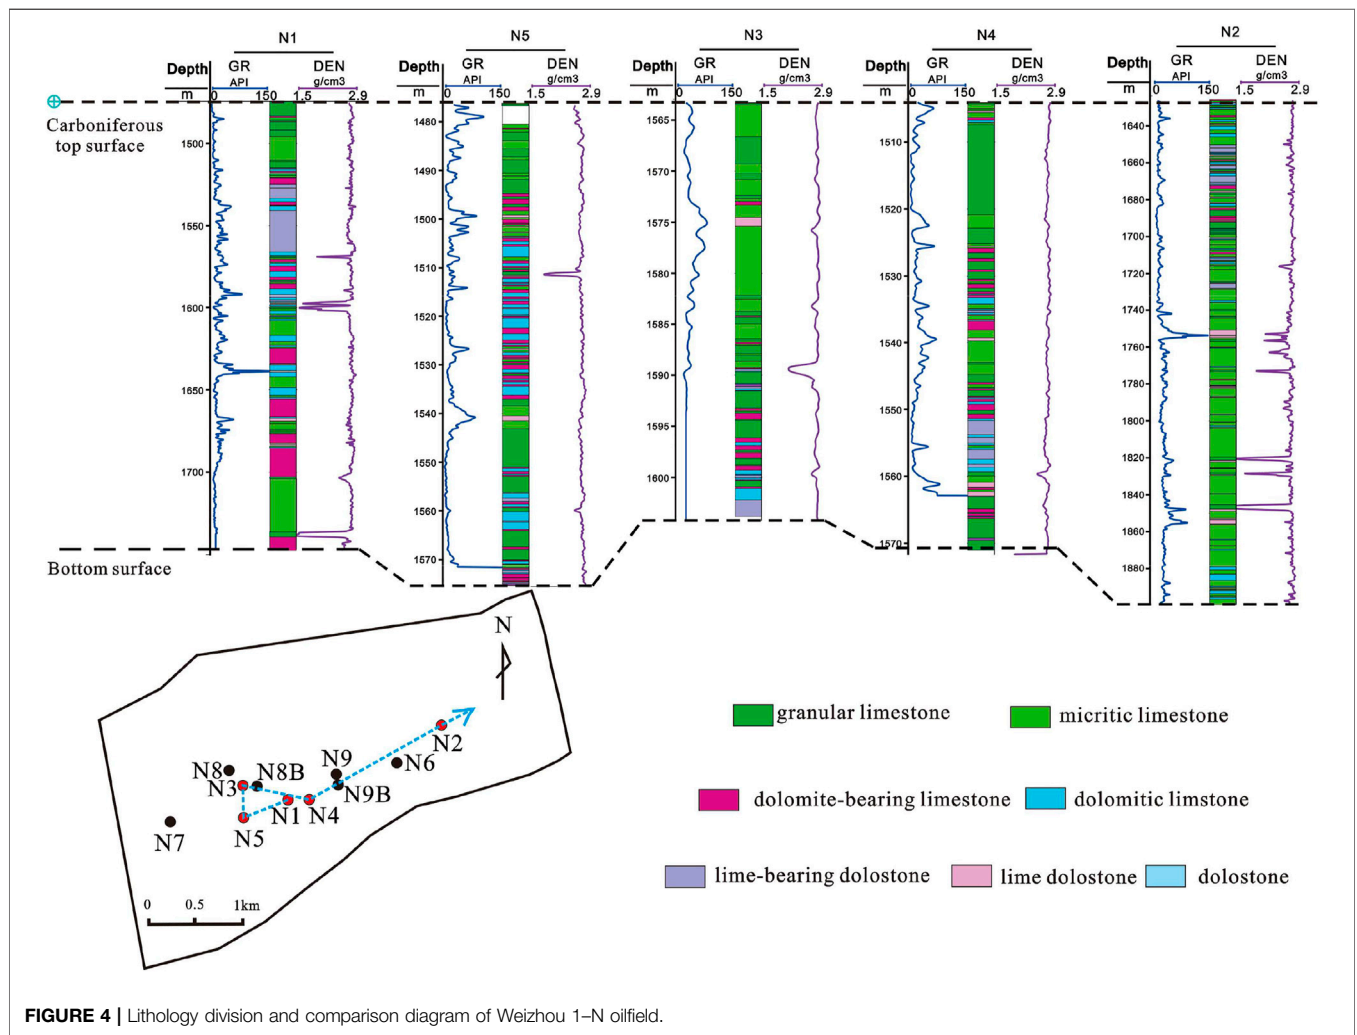 N1
N5
N3
N4
N2
Depth GR DEN
m API g/cm3
0 150 1.5 2.9
Depth GR DEN
m API g/cm3
0 150 1.5 2.9
Depth GR DEN
m API g/cm3
0 150 1.5 2.9
Depth GR DEN
m API g/cm3
0 150 1.5 2.9
Depth GR DEN
m API g/cm3
0 150 1.5 2.9
Carboniferous
top surface
1500
1550
1600
1650
1700
1480
1490
1500
1510
1520
1530
1540
1550
1560
1570
1565
1570
1575
1580
1585
1590
1595
1600
1510
1520
1530
1540
1550
1560
1570
1640
1660
1680
1700
1720
1740
1760
1780
1800
1820
1840
1860
1880
Bottom surface
N
N2
N6
N9
N9B
N8
N8B
N3
N1
N4
N5
N7
0 0.5 1km
granular limestone
micritic limestone
dolomite-bearing limestone
dolomitic limstone
lime-bearing dolostone
lime dolostone
dolostone
FIGURE 4 | Lithology division and comparison diagram of Weizhou 1–N oilfield.